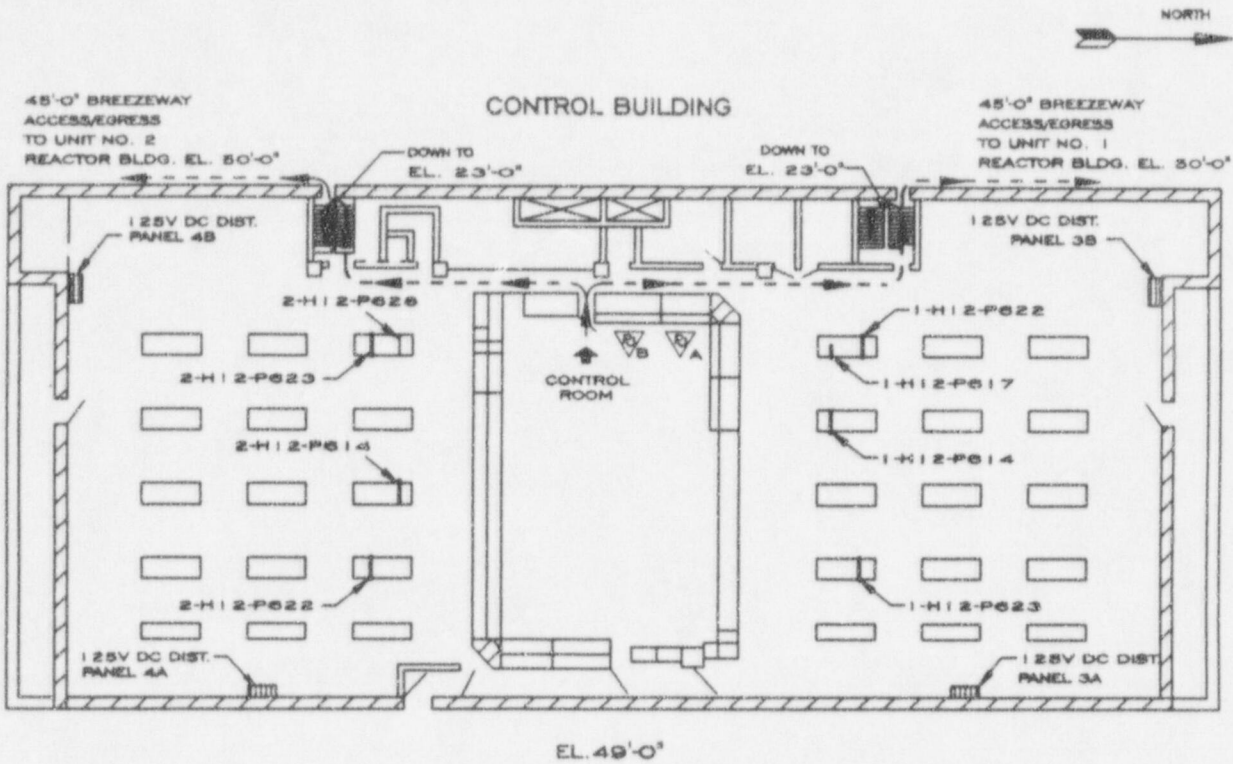 NORTH
45'-0" BREEZEWAY
ACCESS/EGRESS
TO UNIT NO. 2
REACTOR BLDG. EL. 50'-0"
CONTROL BUILDING
45'-0" BREEZEWAY
ACCESS/EGRESS
TO UNIT NO. 1
REACTOR BLDG. EL. 50'-0"
DOWN TO
EL. 23'-0"
DOWN TO
EL. 23'-0"
125V DC DIST.
PANEL 4B
125V DC DIST.
PANEL 3B
2-H12-P626
1-H12-P622
B
A
2-H12-P623
CONTROL
ROOM
1-H12-P617
2-H12-P614
1-H12-P614
2-H12-P622
1-H12-P623
125V DC DIST.
PANEL 4A
125V DC DIST.
PANEL 3A
EL. 49'-0"